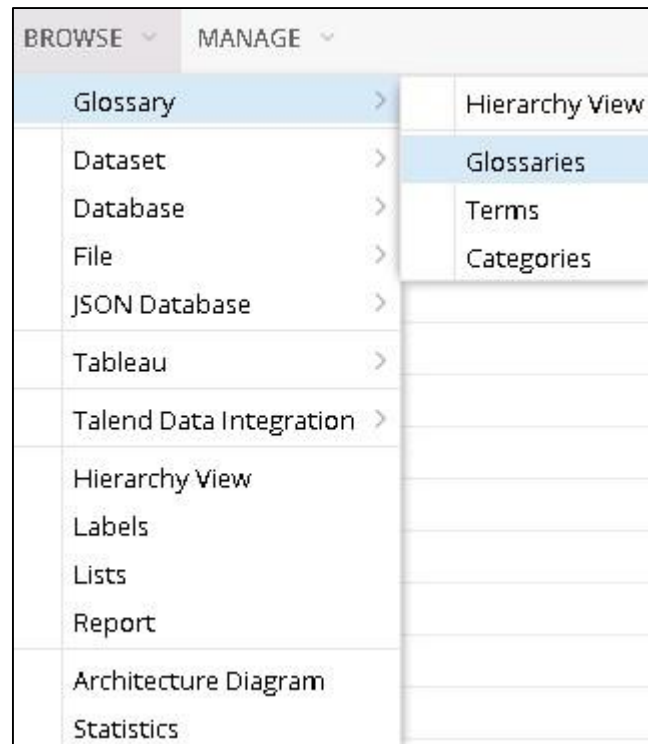 BROWSE MANAGE
Glossary
Dataset
Database
File
JSON Database
Tableau
Talend Data Integration
Hierarchy View
Labels
Lists
Report
Architecture Diagram
Statistics
Hierarchy View
Glossaries
Terms
Categories